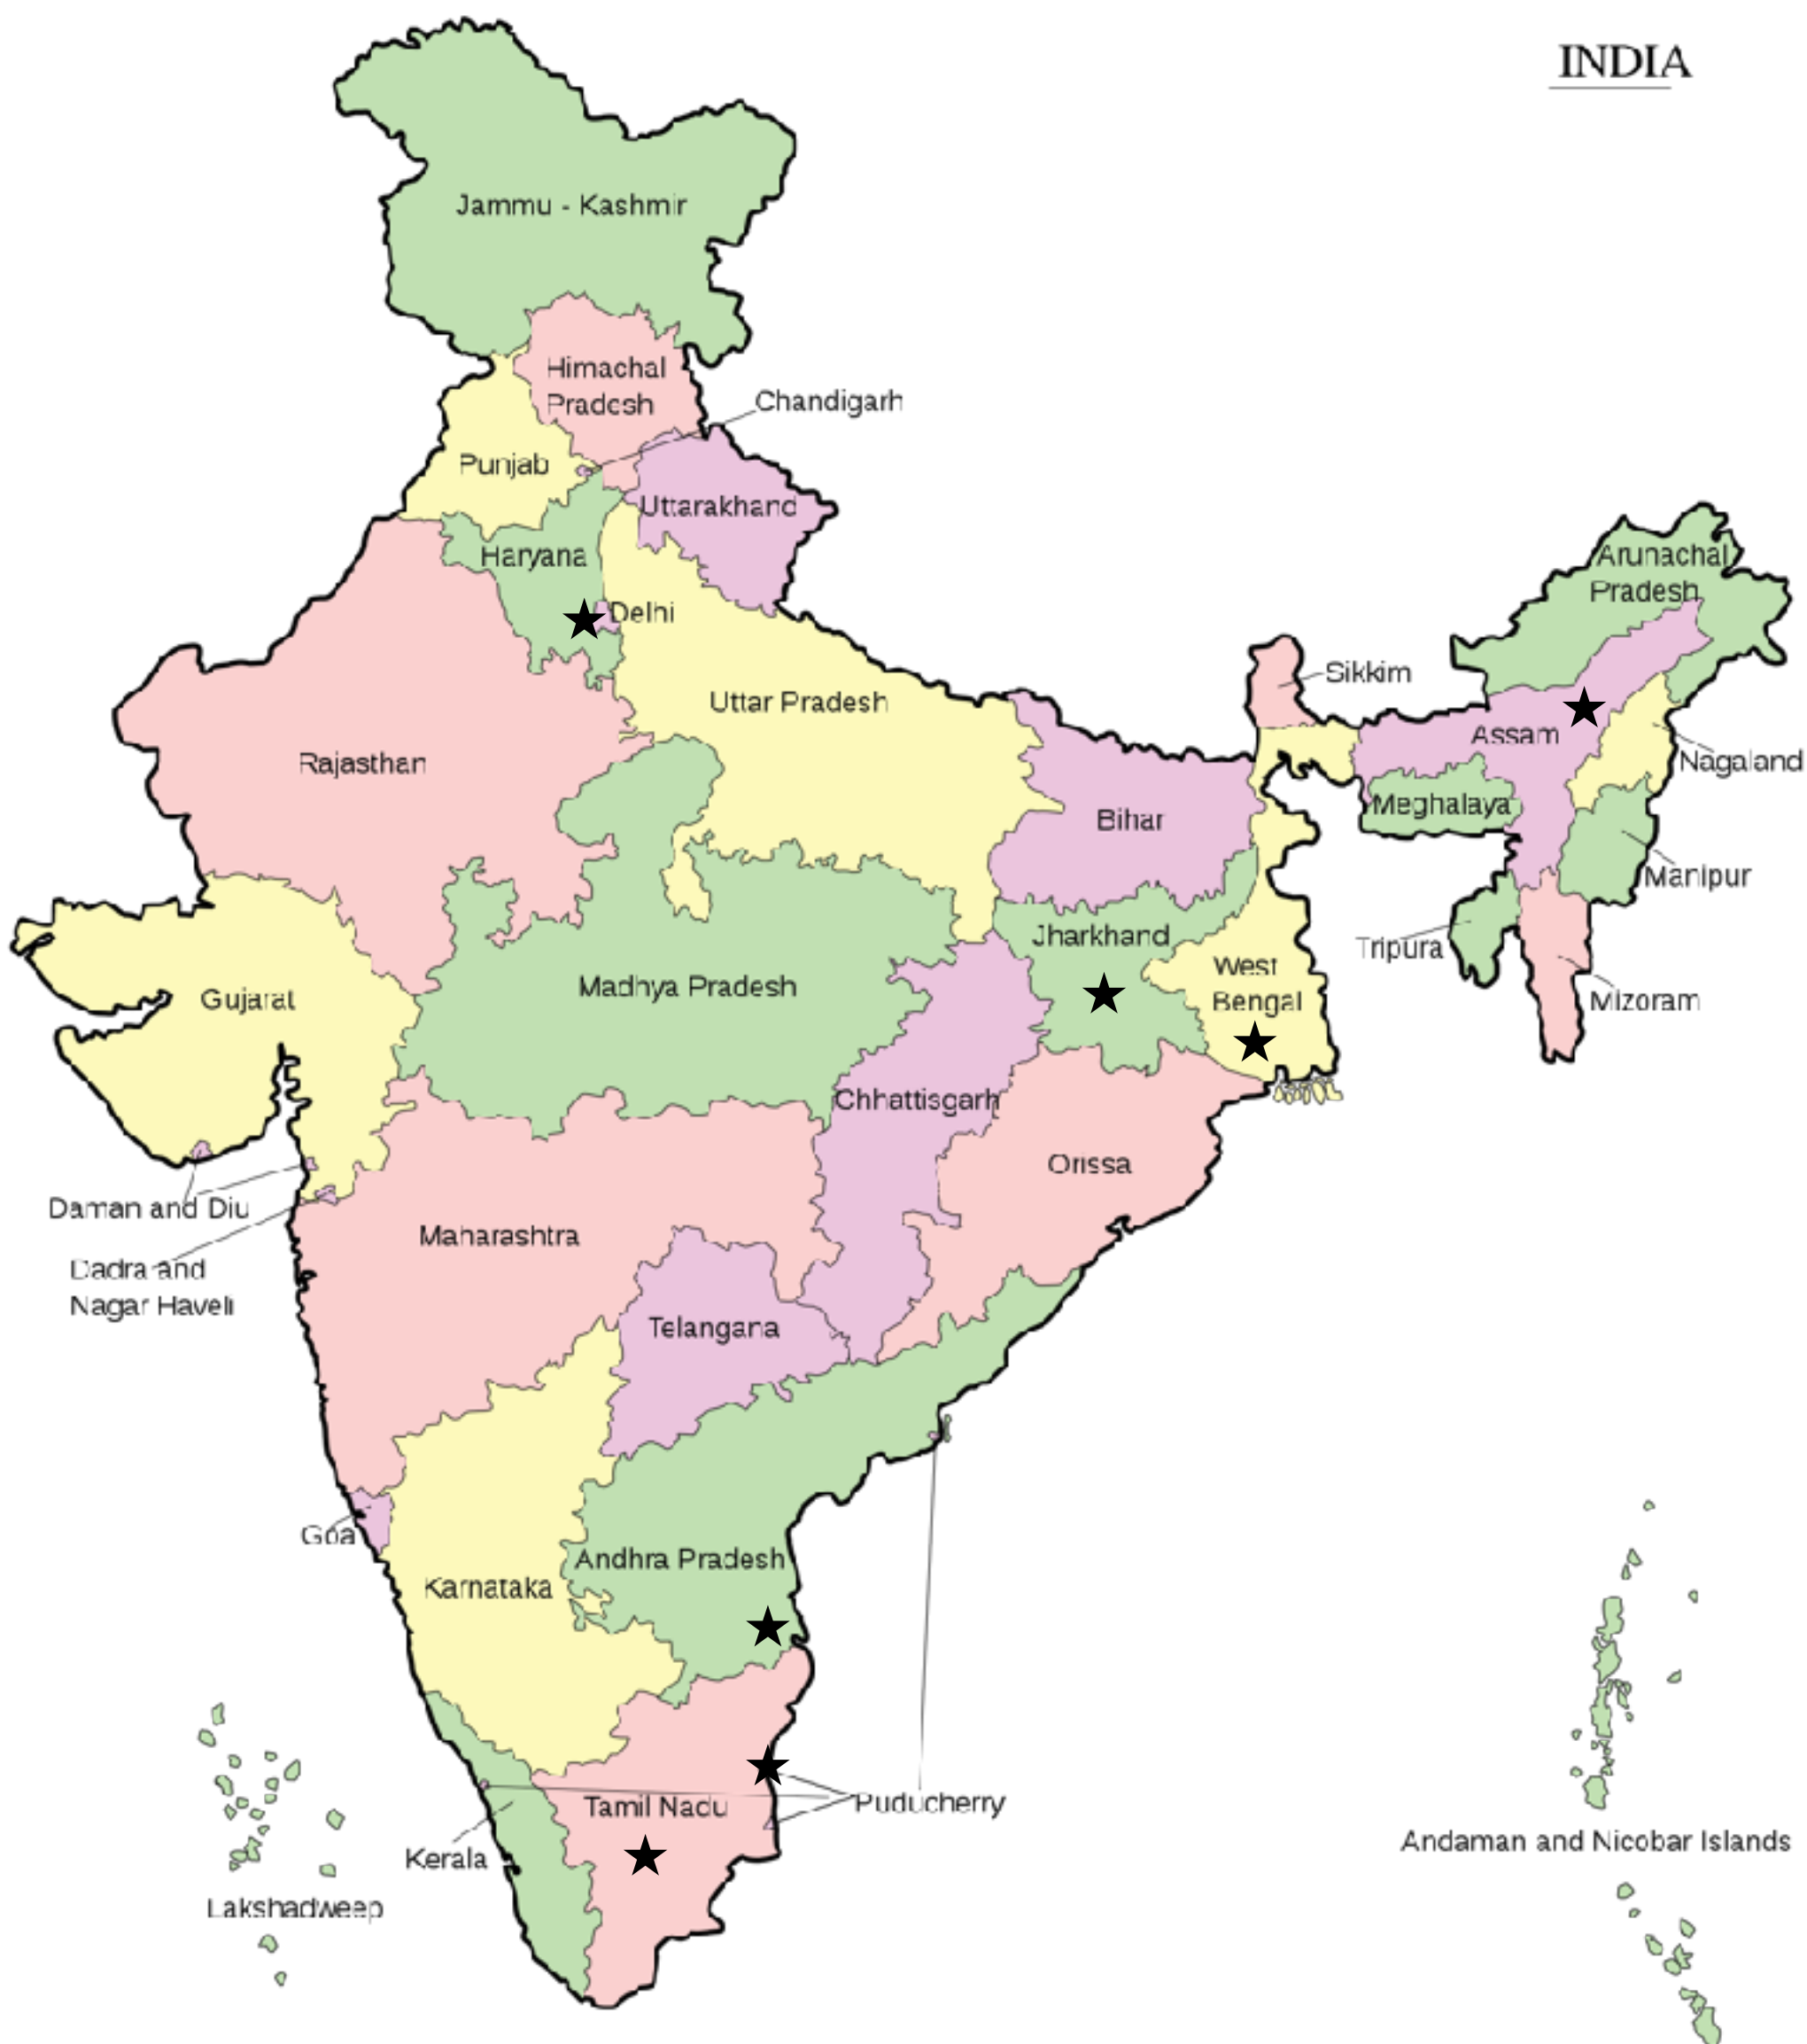 INDIA
Jammu - Kashmir
Himachal
Pradesh
Chandigarh
Punjab
Uttarakhand
Haryana
Delhi
Arunachal
Pradesh
Sikkim
Uttar Pradesh
Assam
Rajasthan
Nagaland
Meghalaya
Bihar
Manipur
Jharkhand
Tripura
West
Bengal
Madhya Pradesh
Gujarat
Mizoram
Chhattisgarh
Orissa
Daman and Diu
Maharashtra
Dadra and
Nagar Haveli
Telangana
Goa
Andhra Pradesh
Karnataka
Puducherry
Tamil Nadu
Kerala
Andaman and Nicobar Islands
Lakshadweep